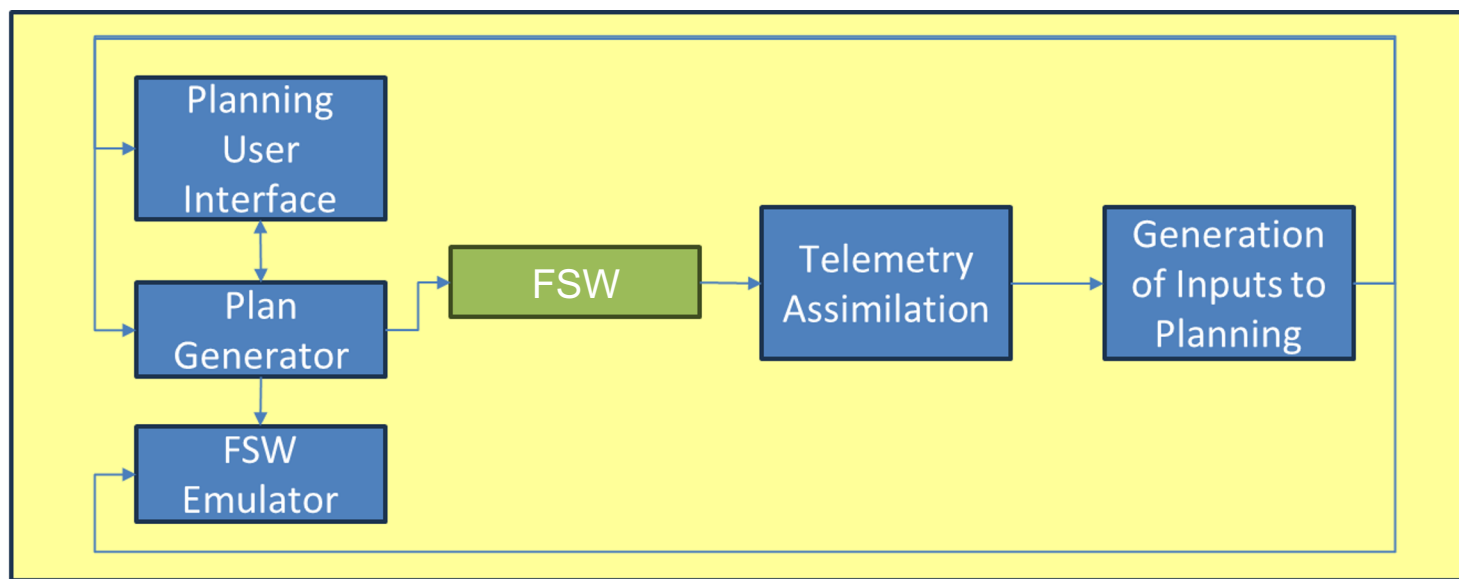 Planning
User
Interface
Plan
Generator
FSW
Emulator
FSW
Telemetry
Assimilation
Generation
of Inputs to
Planning